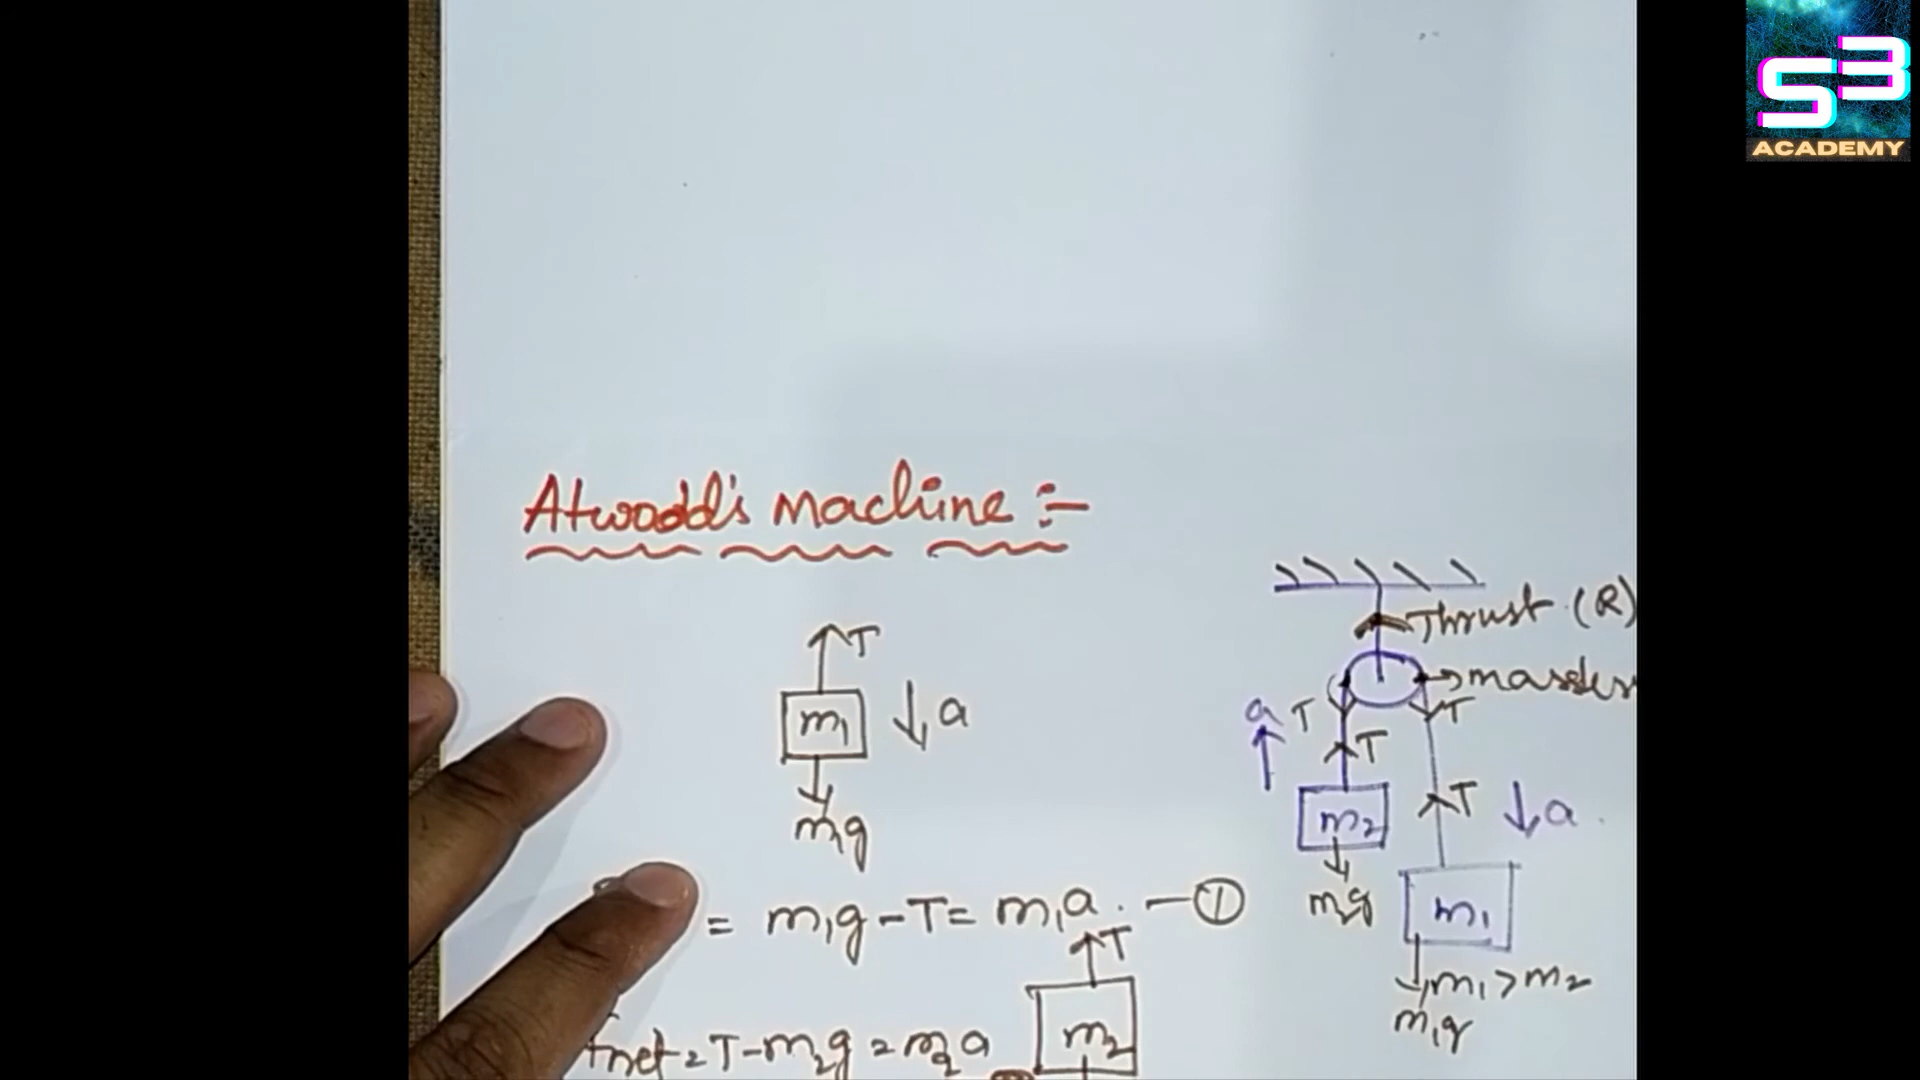 S3
ACADEMY
Atwood's machine :-
T
m₁ ↓a
m₁g
= m₁g - T = m₁a. — ①
T
Fnet = T - m₂g = m₂a
m₂
Thrust (R)
a T T
T
m₂ T ↓a.
m₂g m₁
m₁ > m₂
m₁g